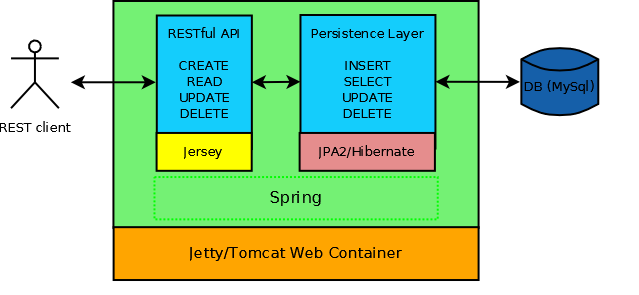 RESTful API
CREATE
READ
UPDATE
DELETE
Jersey
Persistence Layer
INSERT
SELECT
UPDATE
DELETE
JPA2/Hibernate
REST client
DB (MySql)
Spring
Jetty/Tomcat Web Container